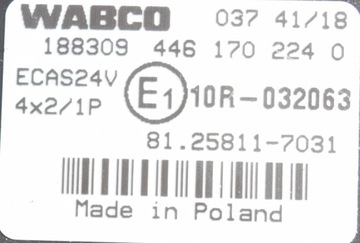 WABCO 037 41/18
188309 446 170 224 0
ECAS24V
4x2/1P
E1 10R-032063
81.25811-7031
Made in Poland